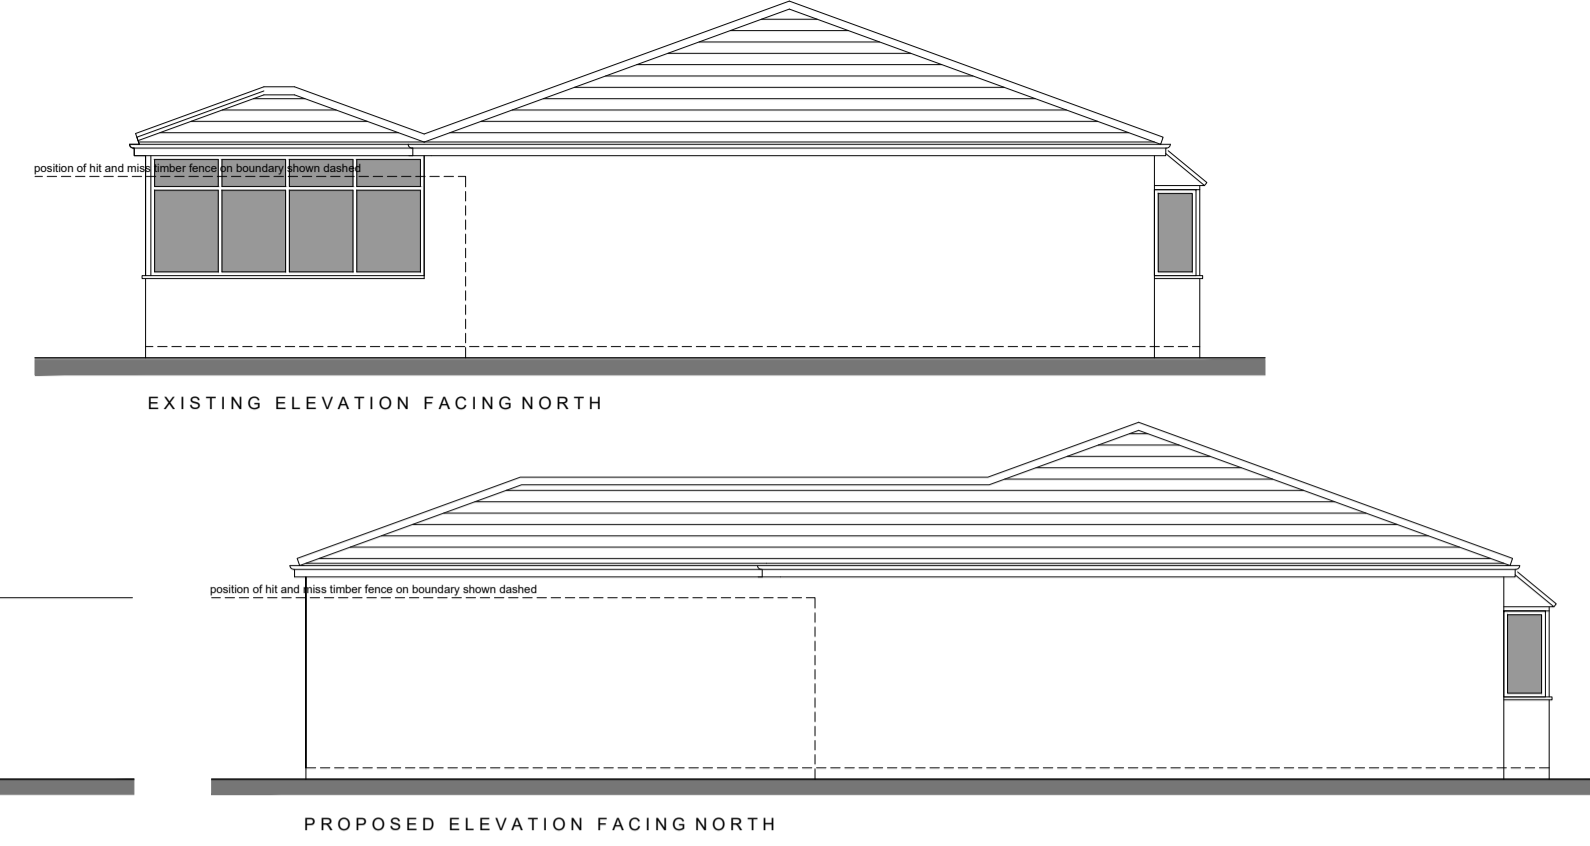 position of hit and miss timber fence on boundary shown dashed
EXISTING ELEVATION FACING NORTH
position of hit and miss timber fence on boundary shown dashed
PROPOSED ELEVATION FACING NORTH